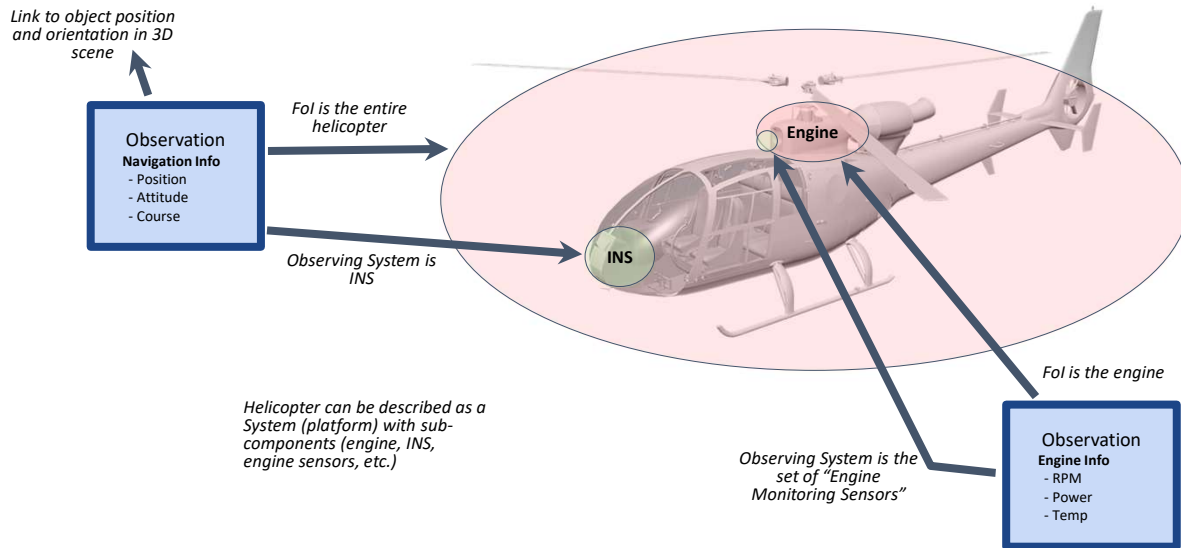 Link to object position
and orientation in 3D
scene
Observation
Navigation Info
- Position
- Attitude
- Course
FoI is the entire
helicopter
Observing System is
INS
Engine
INS
Helicopter can be described as a
System (platform) with sub-
components (engine, INS,
engine sensors, etc.)
FoI is the engine
Observing System is the
set of “Engine
Monitoring Sensors”
Observation
Engine Info
- RPM
- Power
- Temp